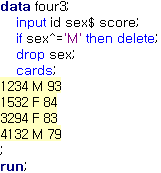 data four3;
input id sex$ score;
if sex^='M' then delete;
drop sex;
cards;
1234 M 93
1532 F 84
3294 F 83
4132 M 79
;
run;